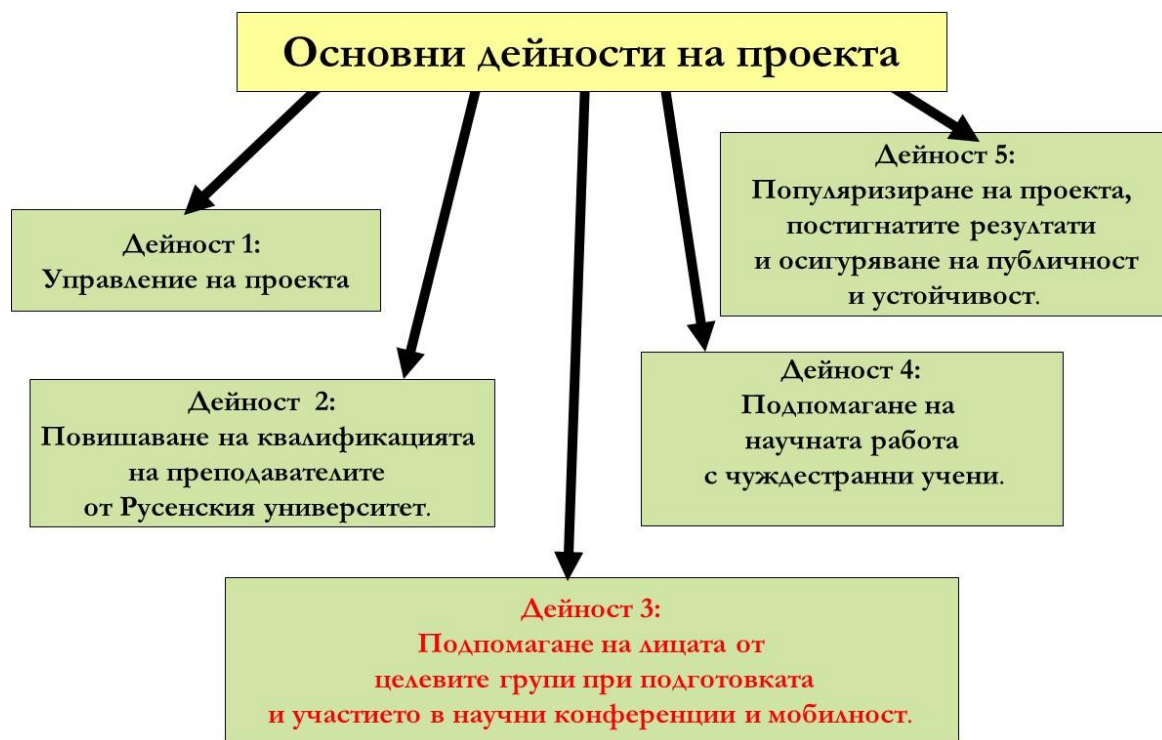 Основни дейности на проекта
Дейност 1:
Управление на проекта
Дейност  2:
Повишаване на квалификацията
на преподавателите
от Русенския университет.
Дейност 3:
Подпомагане на лицата от
целевите групи при подготовката
и участието в научни конференции и мобилност.
Дейност 4:
Подпомагане на
научната работа
с чуждестранни учени.
Дейност 5:
Популяризиране на проекта,
постигнатите резултати
и осигуряване на публичност
и устойчивост.